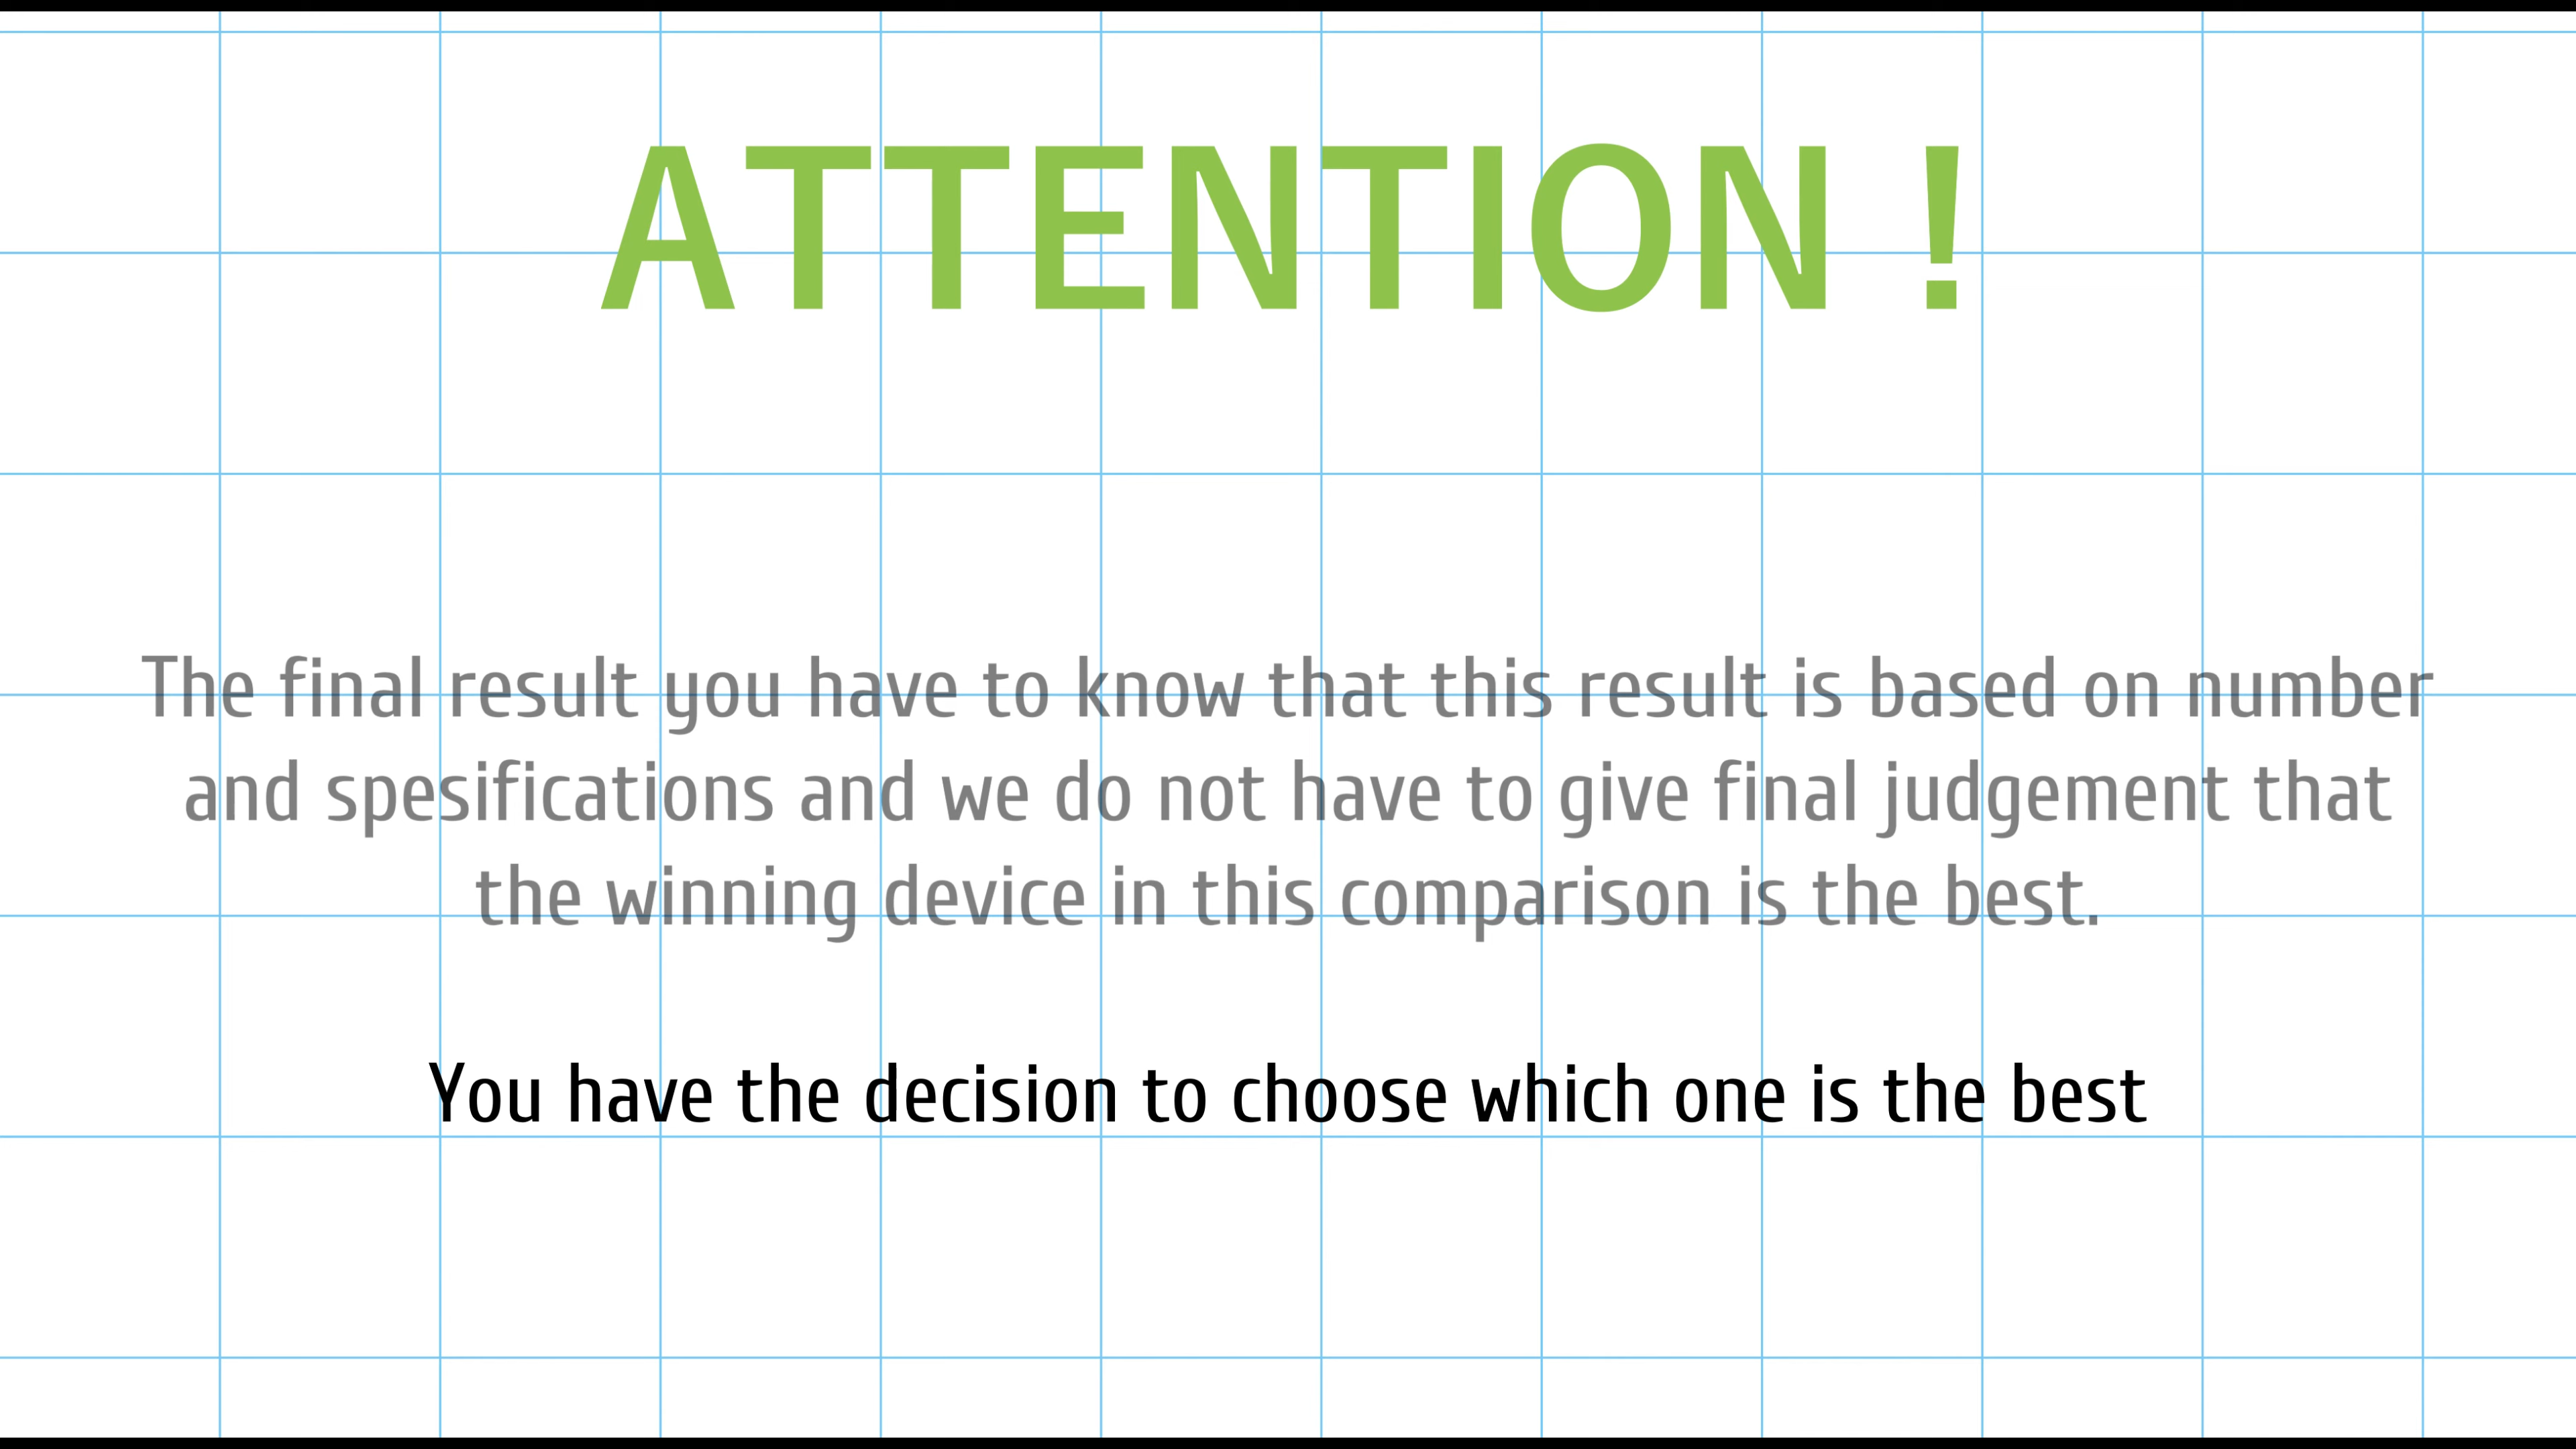 ATTENTION !
The final result you have to know that this result is based on number
and spesifications and we do not have to give final judgement that
the winning device in this comparison is the best.
You have the decision to choose which one is the best